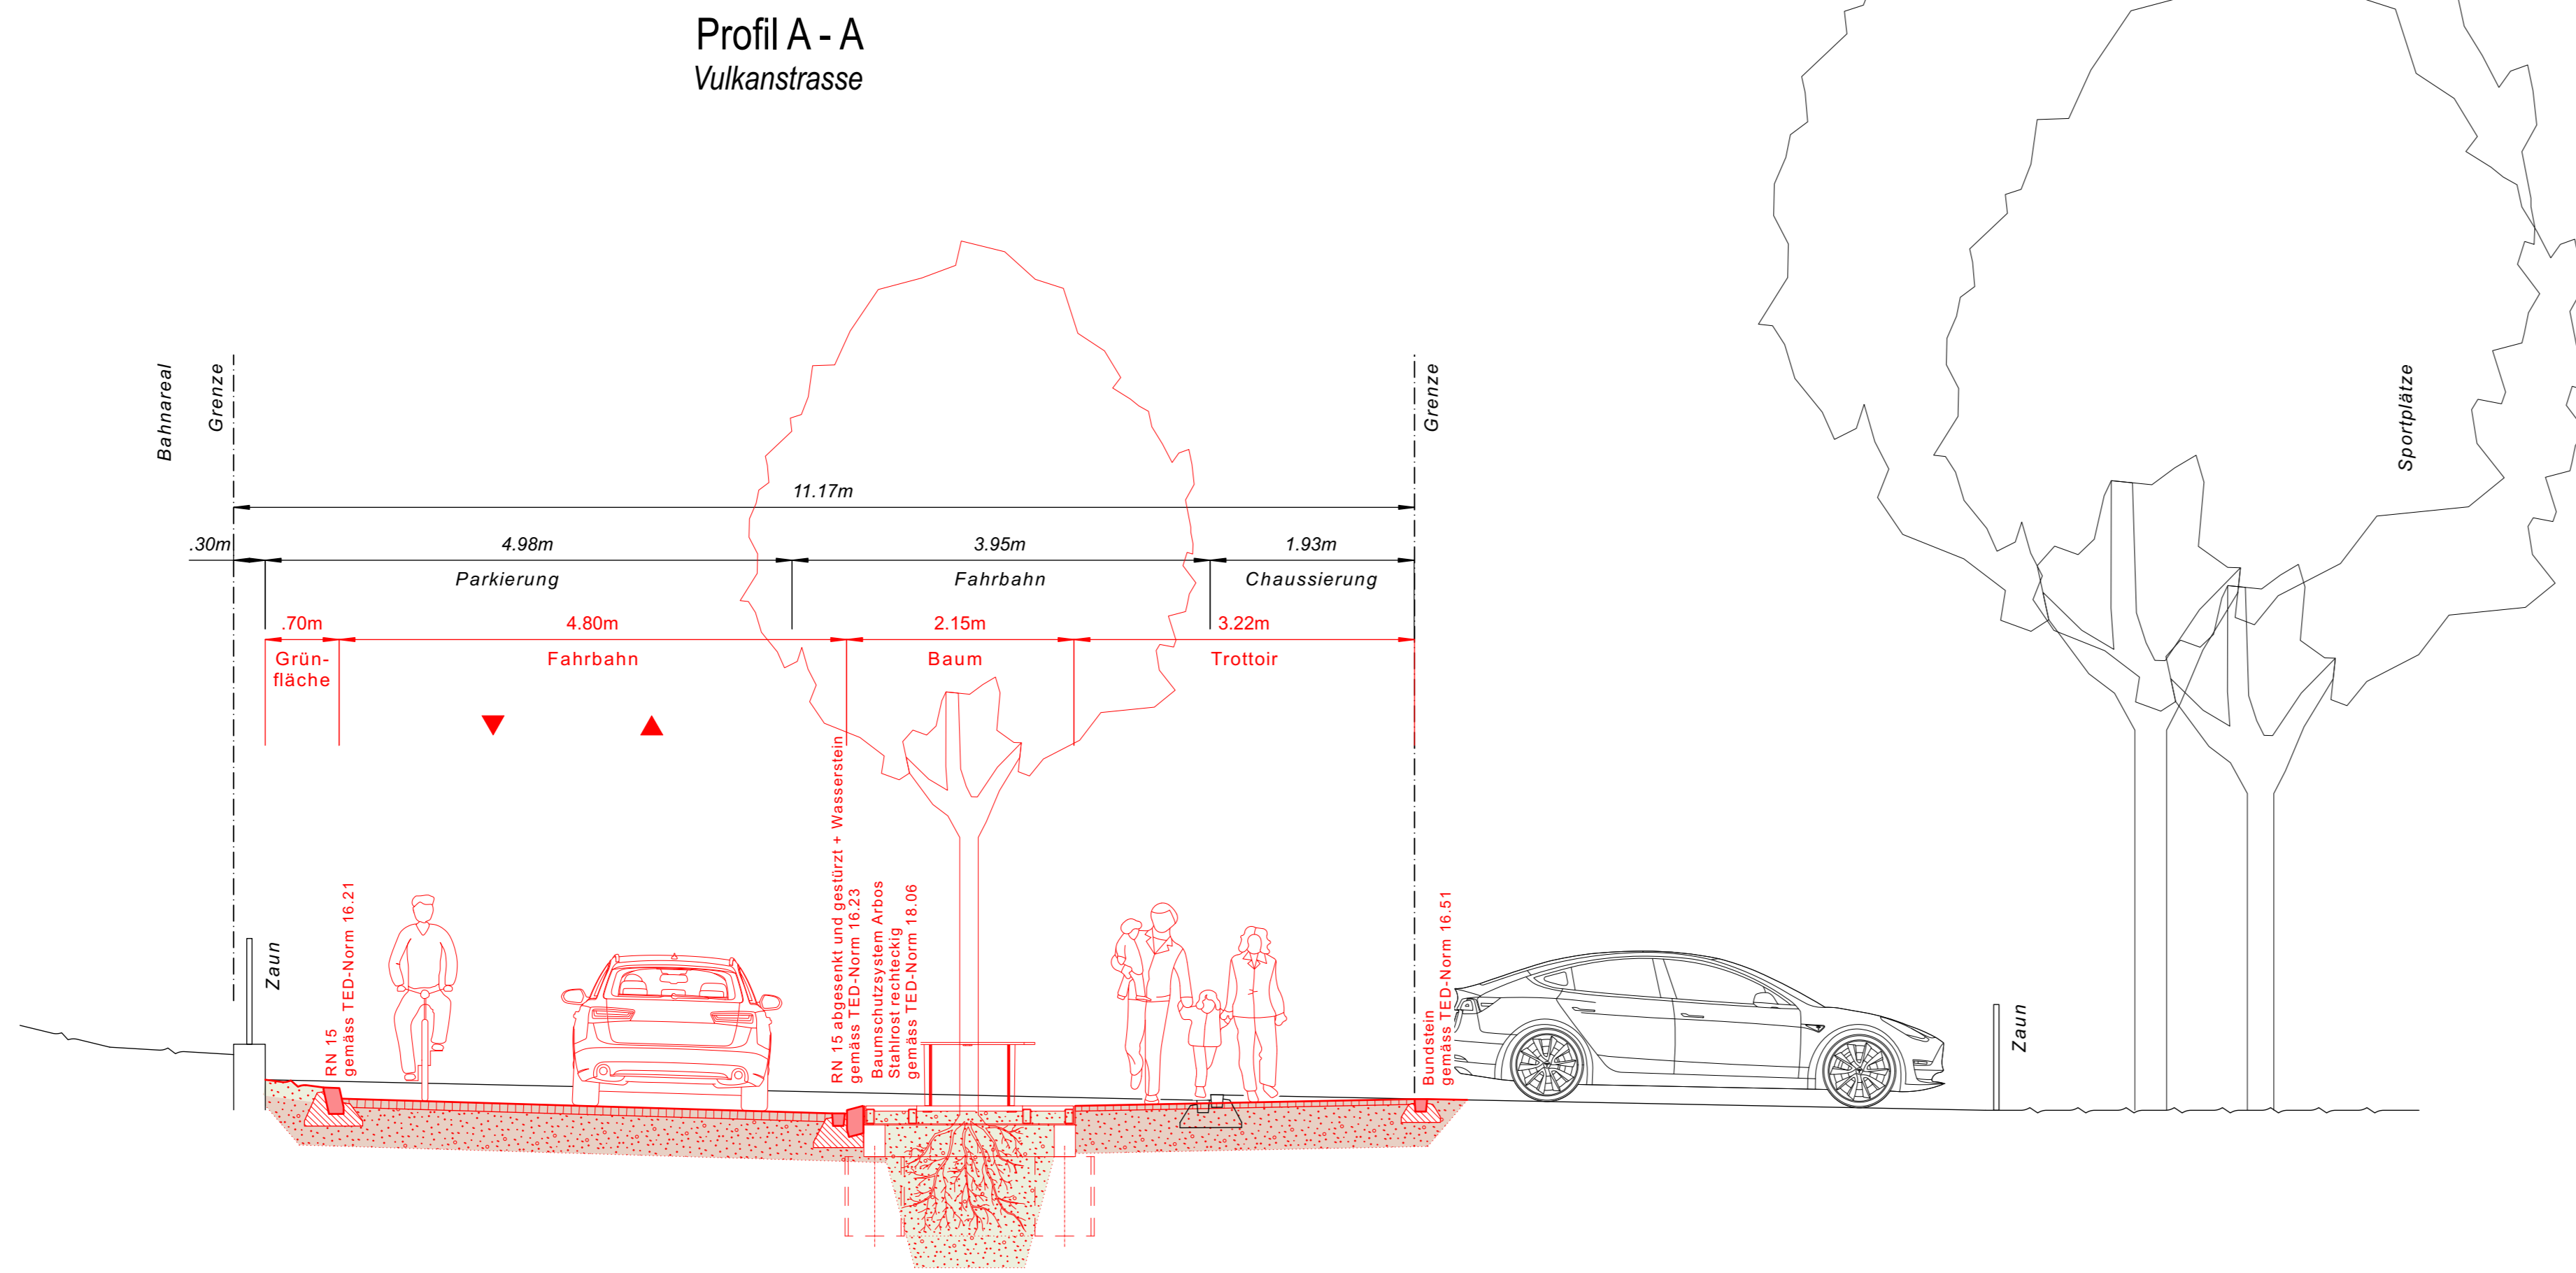 Profil A - A
Vulkanstrasse
Bahnareal
Grenze
Grenze
Sportplätze
11.17m
.30m
4.98m
3.95m
1.93m
Parkierung
Fahrbahn
Chaussierung
.70m
4.80m
2.15m
3.22m
Grün-
fläche
Fahrbahn
Baum
Trottoir
Zaun
RN 15
gemäss TED-Norm 16.21
RN 15 abgesenkt und gestürzt + Wasserstein
gemäss TED-Norm 16.23
Baumschutzsystem Arbos
Stahlrost rechteckig
gemäss TED-Norm 18.06
Bundstein
gemäss TED-Norm 16.51
Zaun